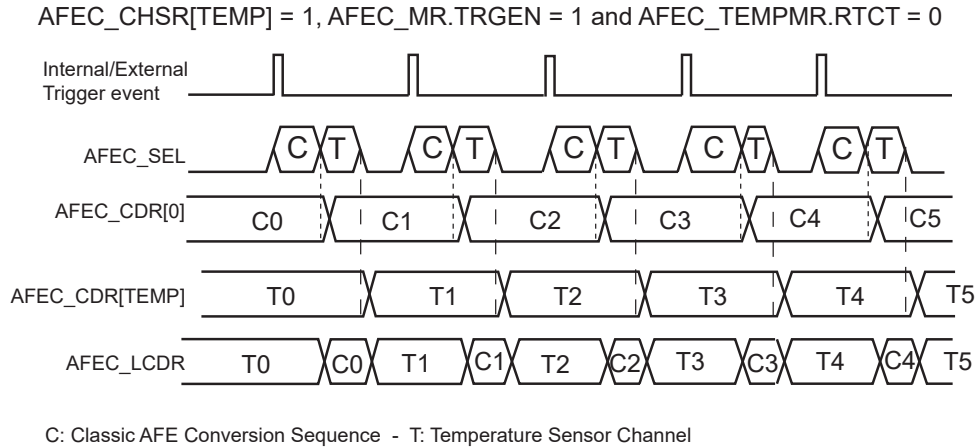 AFEC_CHSR[TEMP] = 1, AFEC_MR.TRGEN = 1 and AFEC_TEMPMR.RTCT = 0
Internal/External
Trigger event
AFEC_SEL C T C T C T C T C T
AFEC_CDR[0] C0 C1 C2 C3 C4 C5
AFEC_CDR[TEMP] T0 T1 T2 T3 T4 T5
AFEC_LCDR T0 C0 T1 C1 T2 C2 T3 C3 T4 C4 T5
C: Classic AFE Conversion Sequence - T: Temperature Sensor Channel